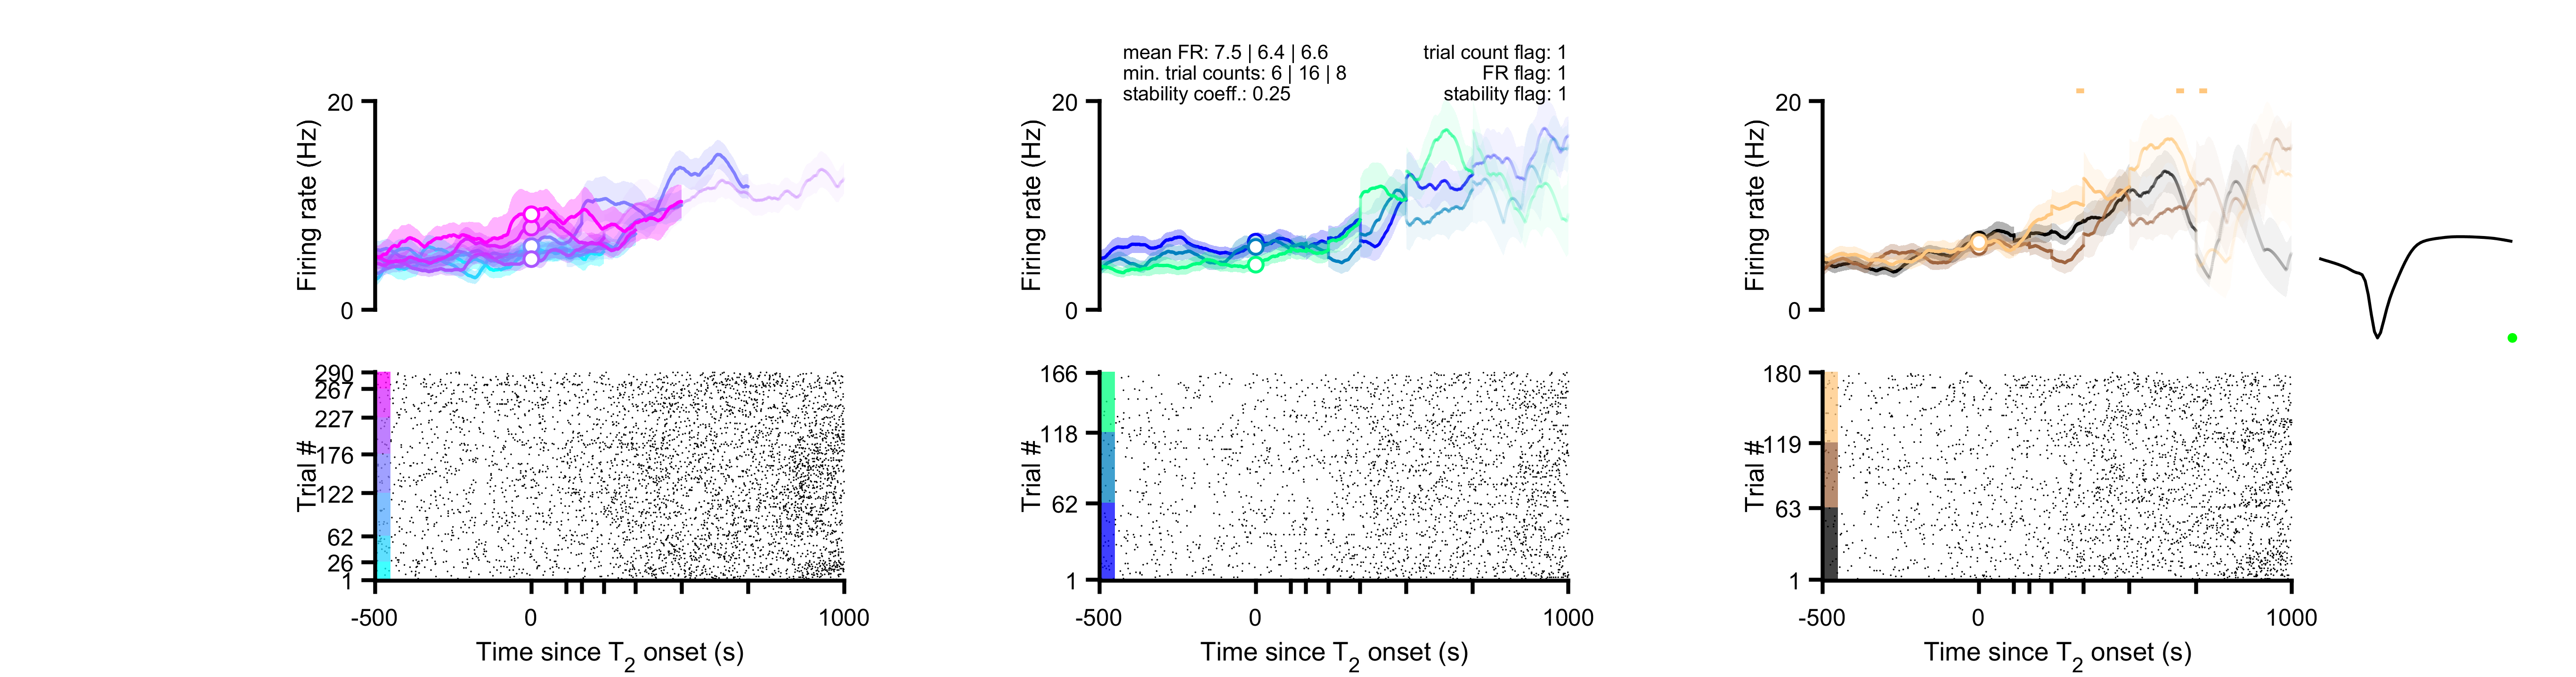 mean FR: 7.5 | 6.4 | 6.6
min. trial counts: 6 | 16 | 8
stability coeff.: 0.25
trial count flag: 1
FR flag: 1
stability flag: 1
20
Firing rate (Hz)
0
20
Firing rate (Hz)
0
20
Firing rate (Hz)
0
290
267
227
176
122
62
26
1
Trial #
-500
0
1000
Time since T2 onset (s)
166
118
62
1
Trial #
-500
0
1000
Time since T2 onset (s)
180
119
63
1
Trial #
-500
0
1000
Time since T2 onset (s)